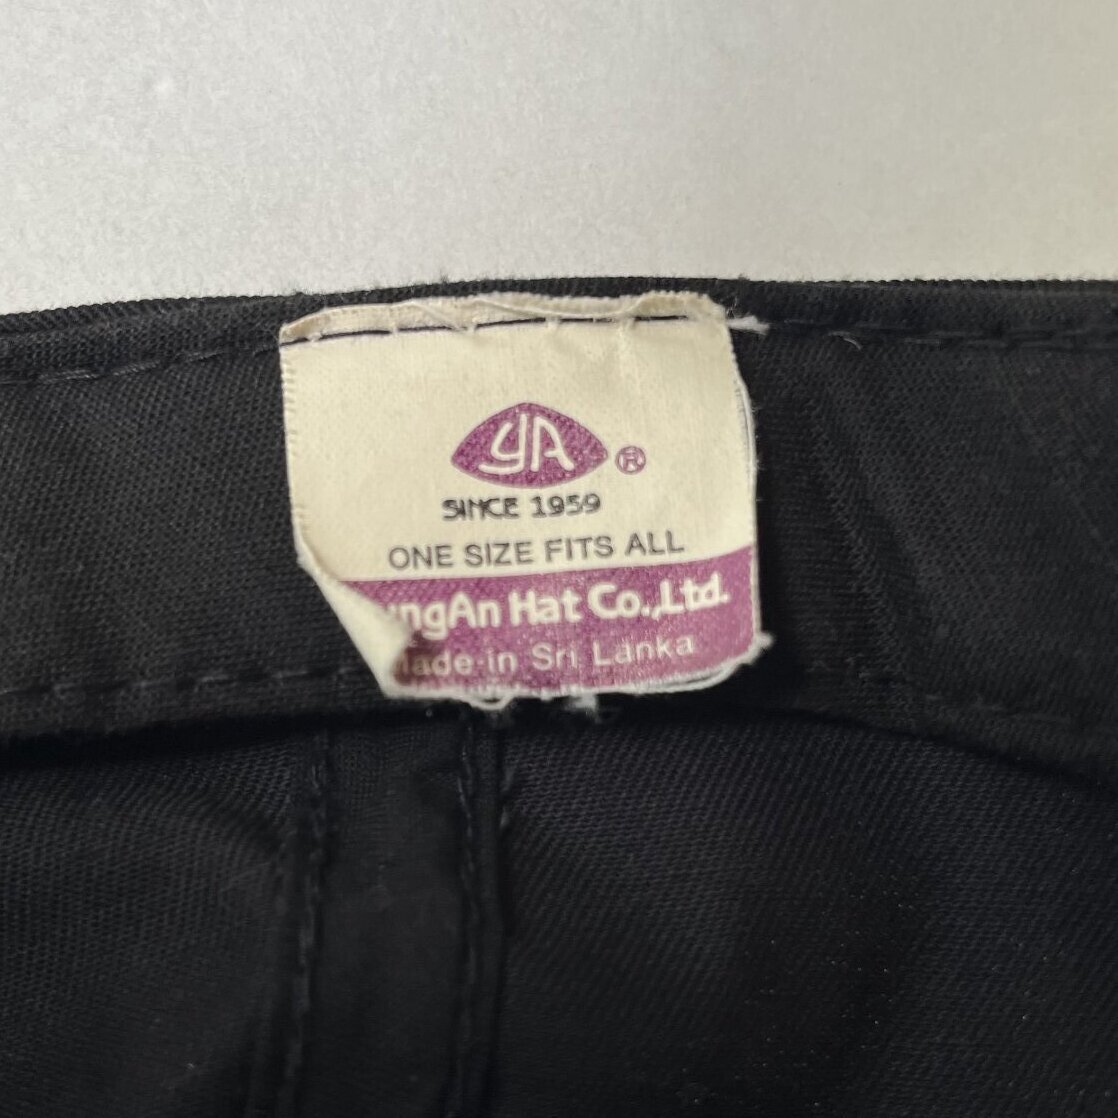 YA ®
SINCE 1959
ONE SIZE FITS ALL
Hat Co.,Ltd.
in Sri Lanka